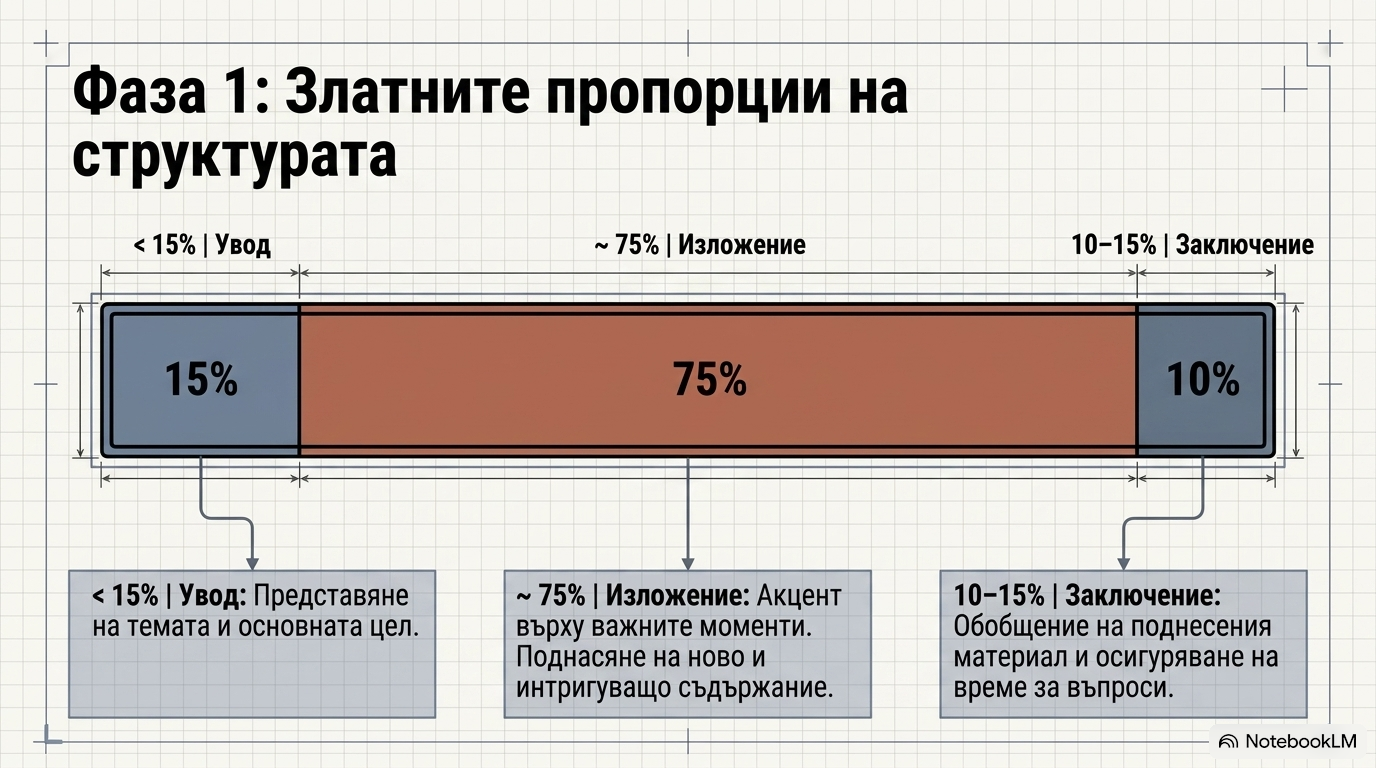 Фаза 1: Златните пропорции на
структурата
< 15% | Увод
~ 75% | Изложение
10–15% | Заключение
15%
75%
10%
< 15% | Увод: Представяне
на темата и основната цел.
~ 75% | Изложение: Акцент
върху важните моменти.
Поднасяне на ново и
интригуващо съдържание.
10–15% | Заключение:
Обобщение на поднесения
материал и осигуряване на
време за въпроси.
NotebookLM